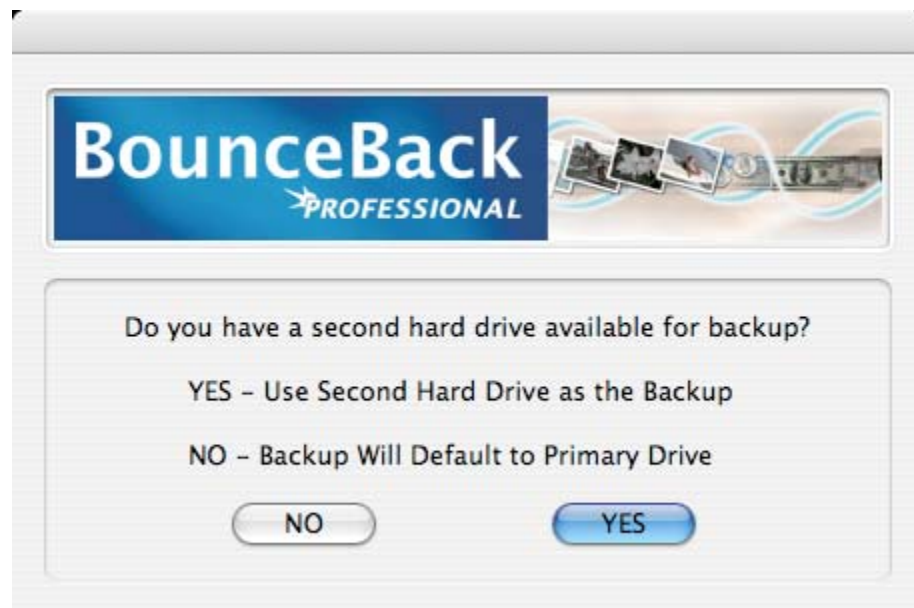 BounceBack
PROFESSIONAL
Do you have a second hard drive available for backup?
YES – Use Second Hard Drive as the Backup
NO – Backup Will Default to Primary Drive
NO YES